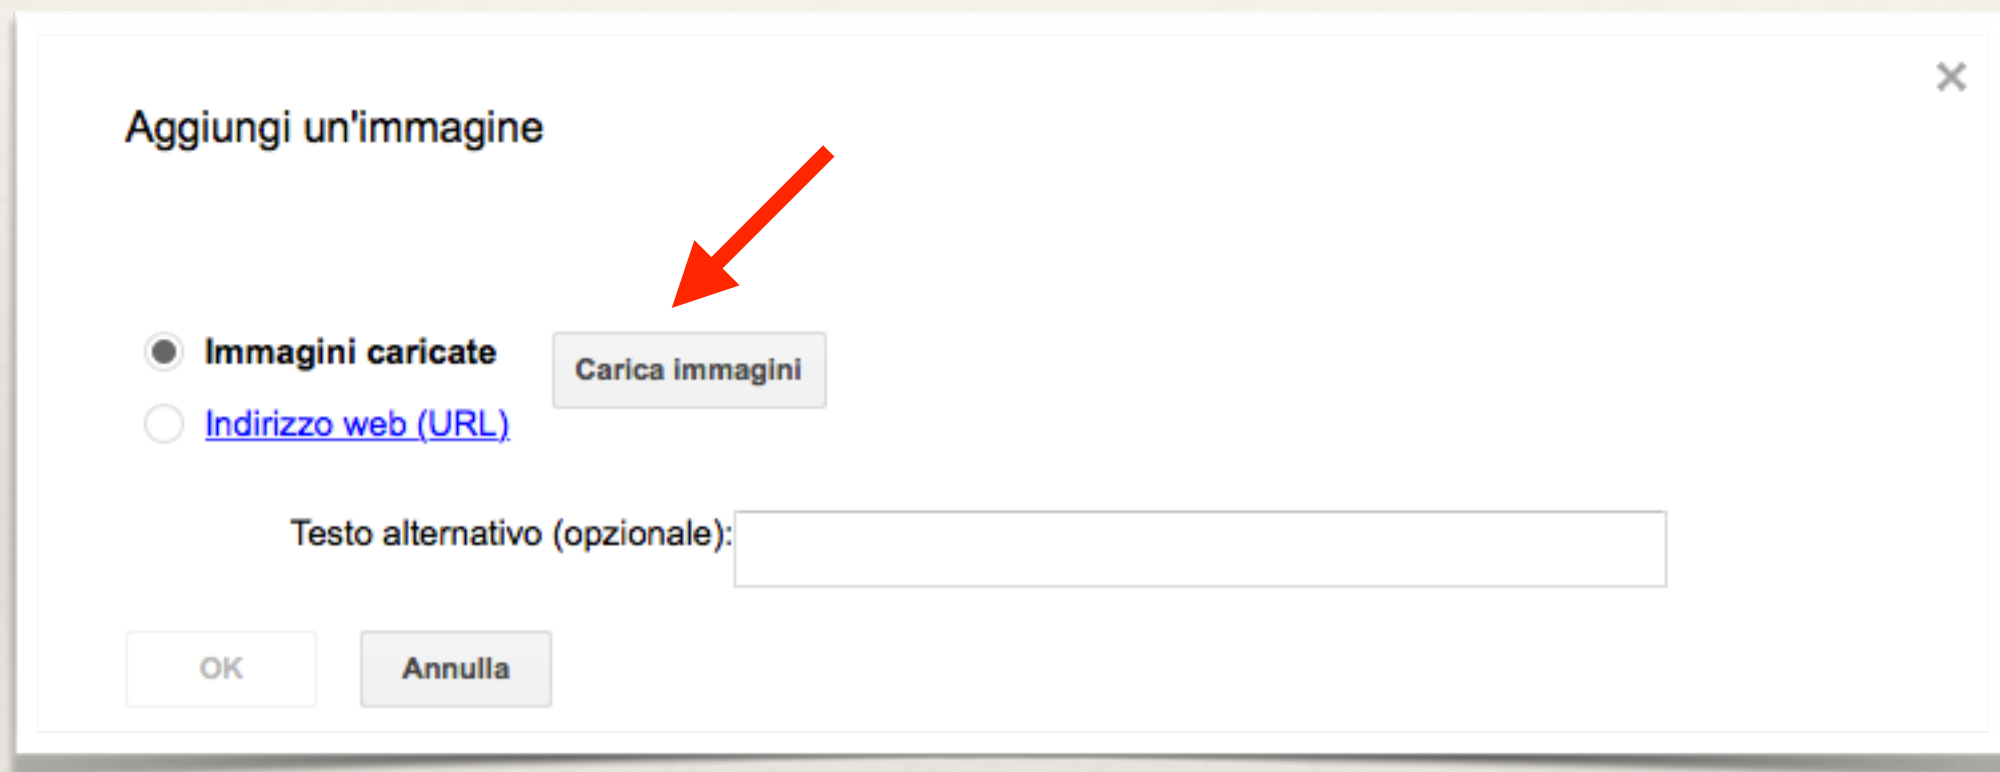 Aggiungi un'immagine
Immagini caricate
Carica immagini
Indirizzo web (URL)
Testo alternativo (opzionale):
OK
Annulla